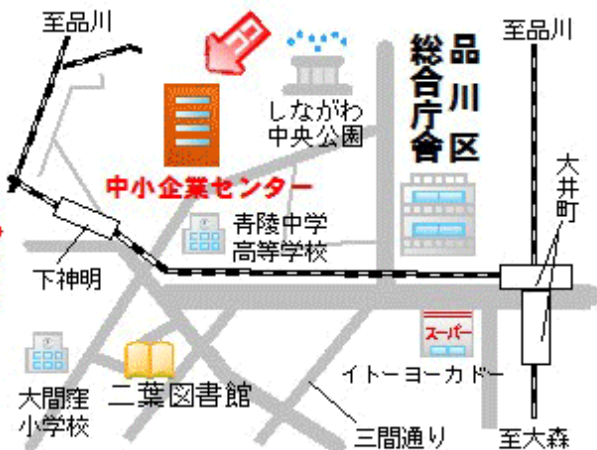 至品川
しながわ
中央公園
品川区
総合庁舎
至品川
大井町
中小企業センター
青陵中学
高等学校
下神明
スーパー
イトーヨーカドー
大間窪
小学校
二葉図書館
三間通り
至大森